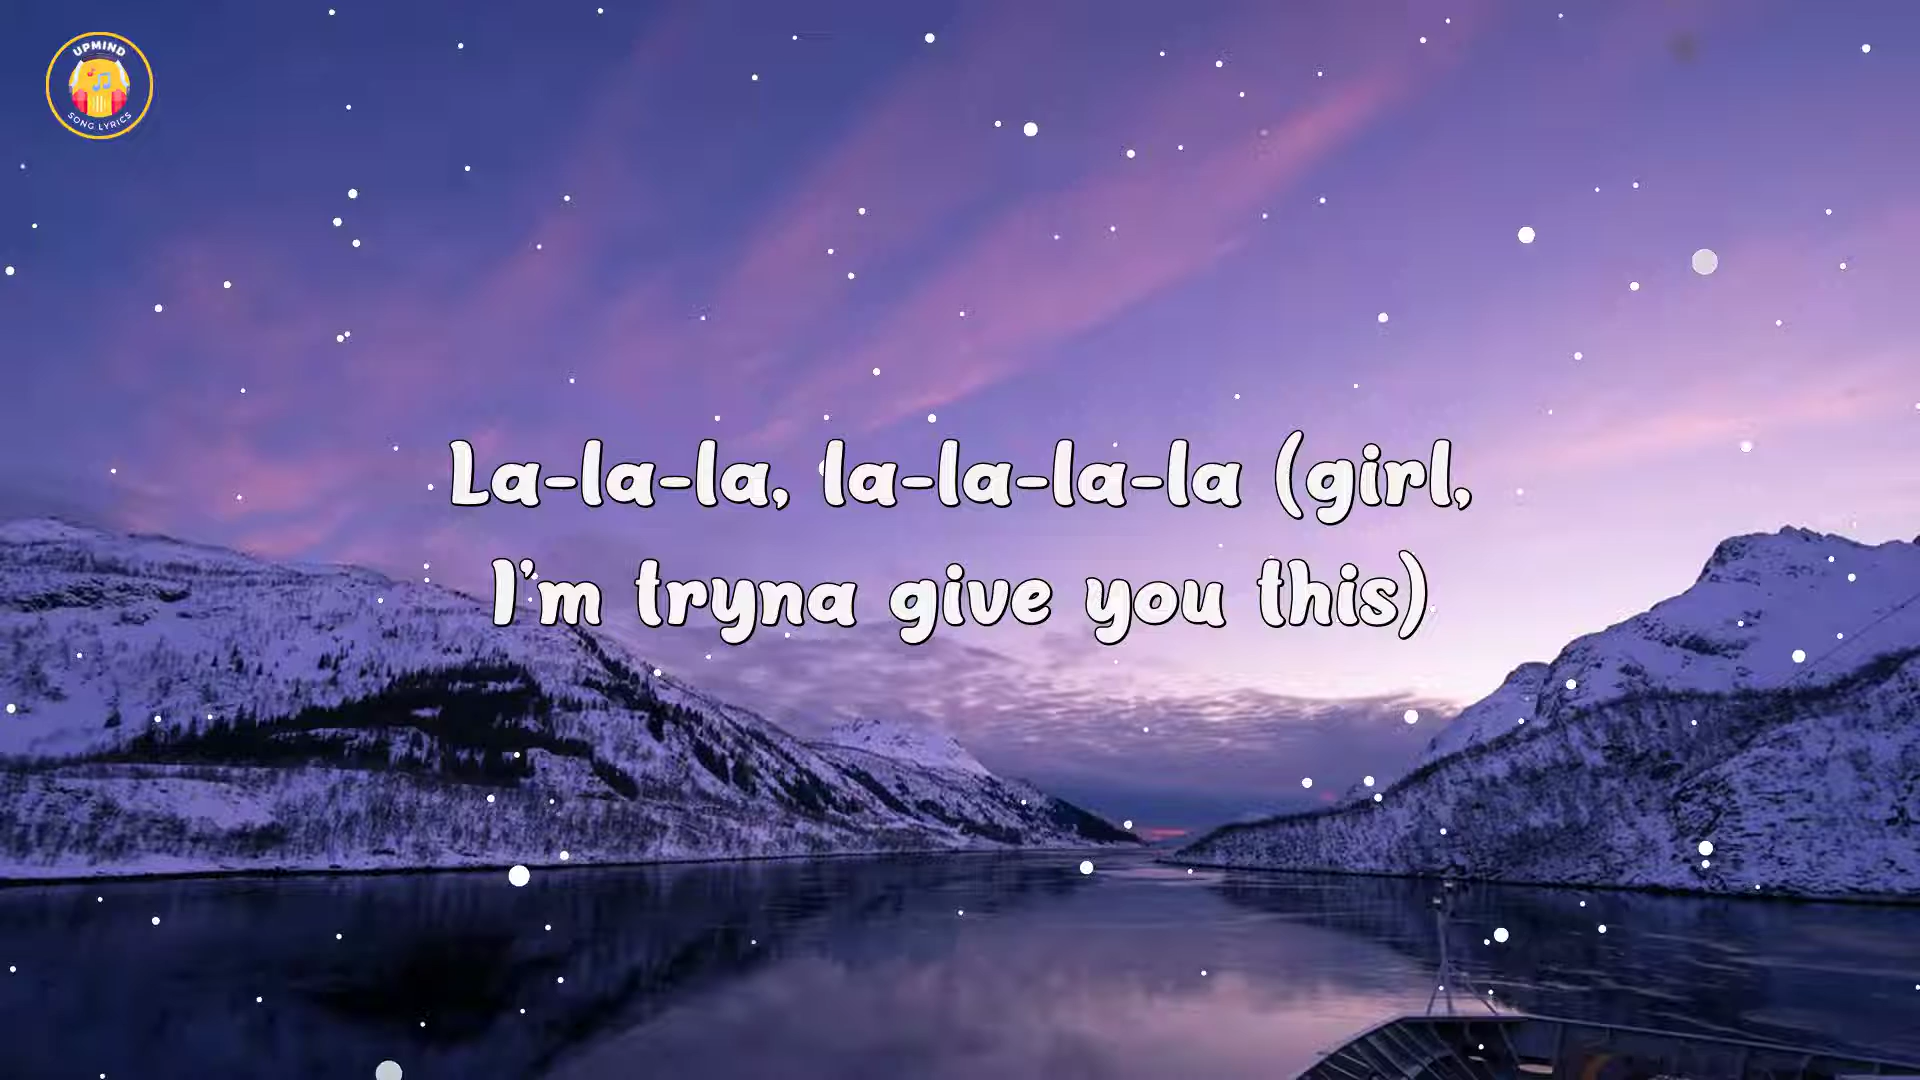 UPMIND
SONG LYRICS
La-la-la, la-la-la-la (girl,
I'm tryna give you this)